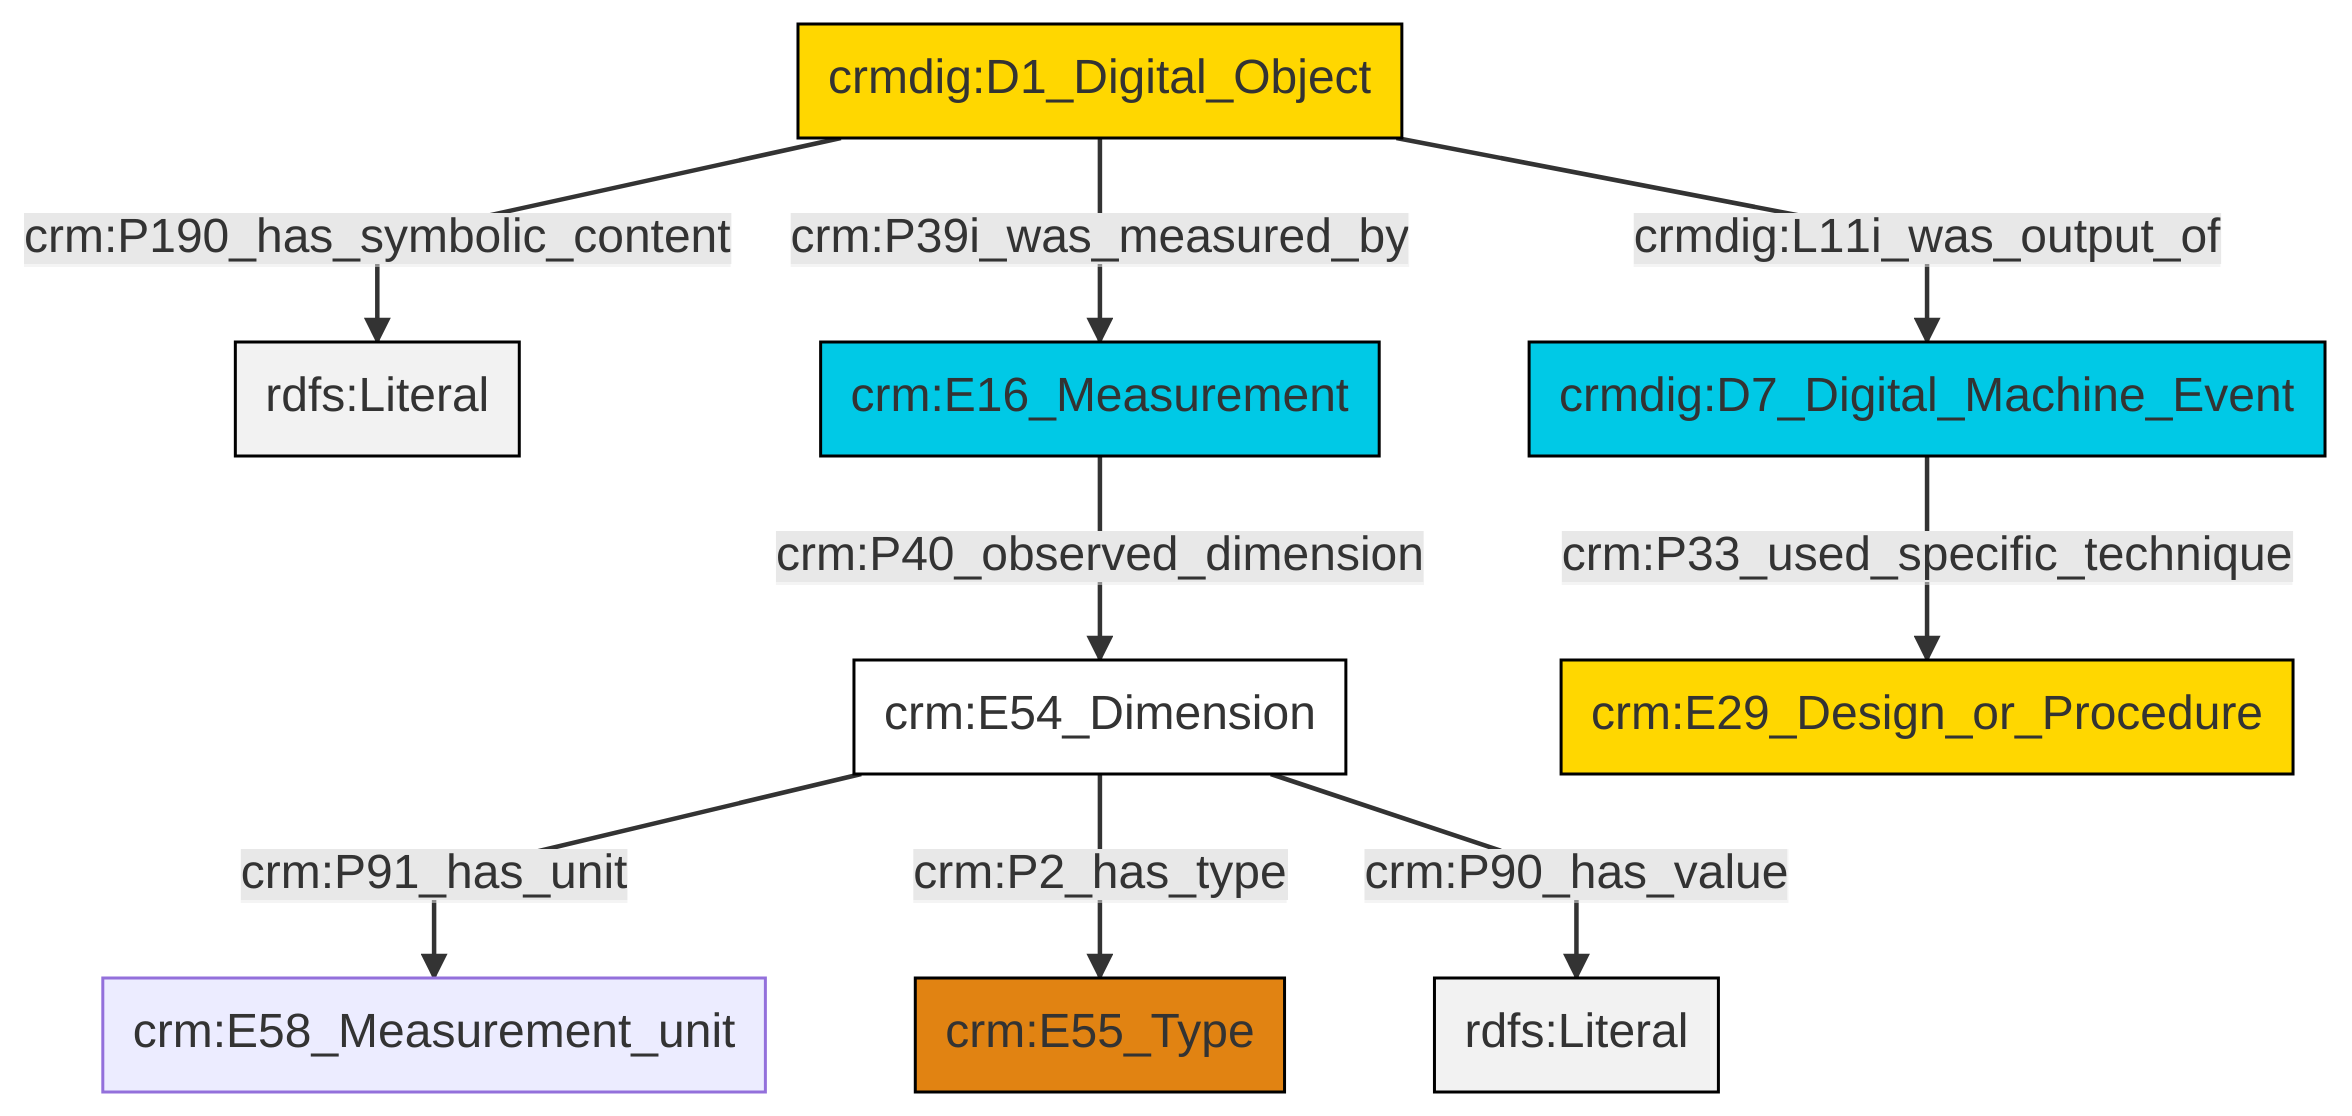 crmdig:D1_Digital_Object
crm:P190_has_symbolic_content
crm:P39i_was_measured_by
crmdig:L11i_was_output_of
rdfs:Literal
crm:E16_Measurement
crmdig:D7_Digital_Machine_Event
crm:P40_observed_dimension
crm:P33_used_specific_technique
crm:E54_Dimension
crm:E29_Design_or_Procedure
crm:P91_has_unit
crm:P2_has_type
crm:P90_has_value
crm:E58_Measurement_unit
crm:E55_Type
rdfs:Literal